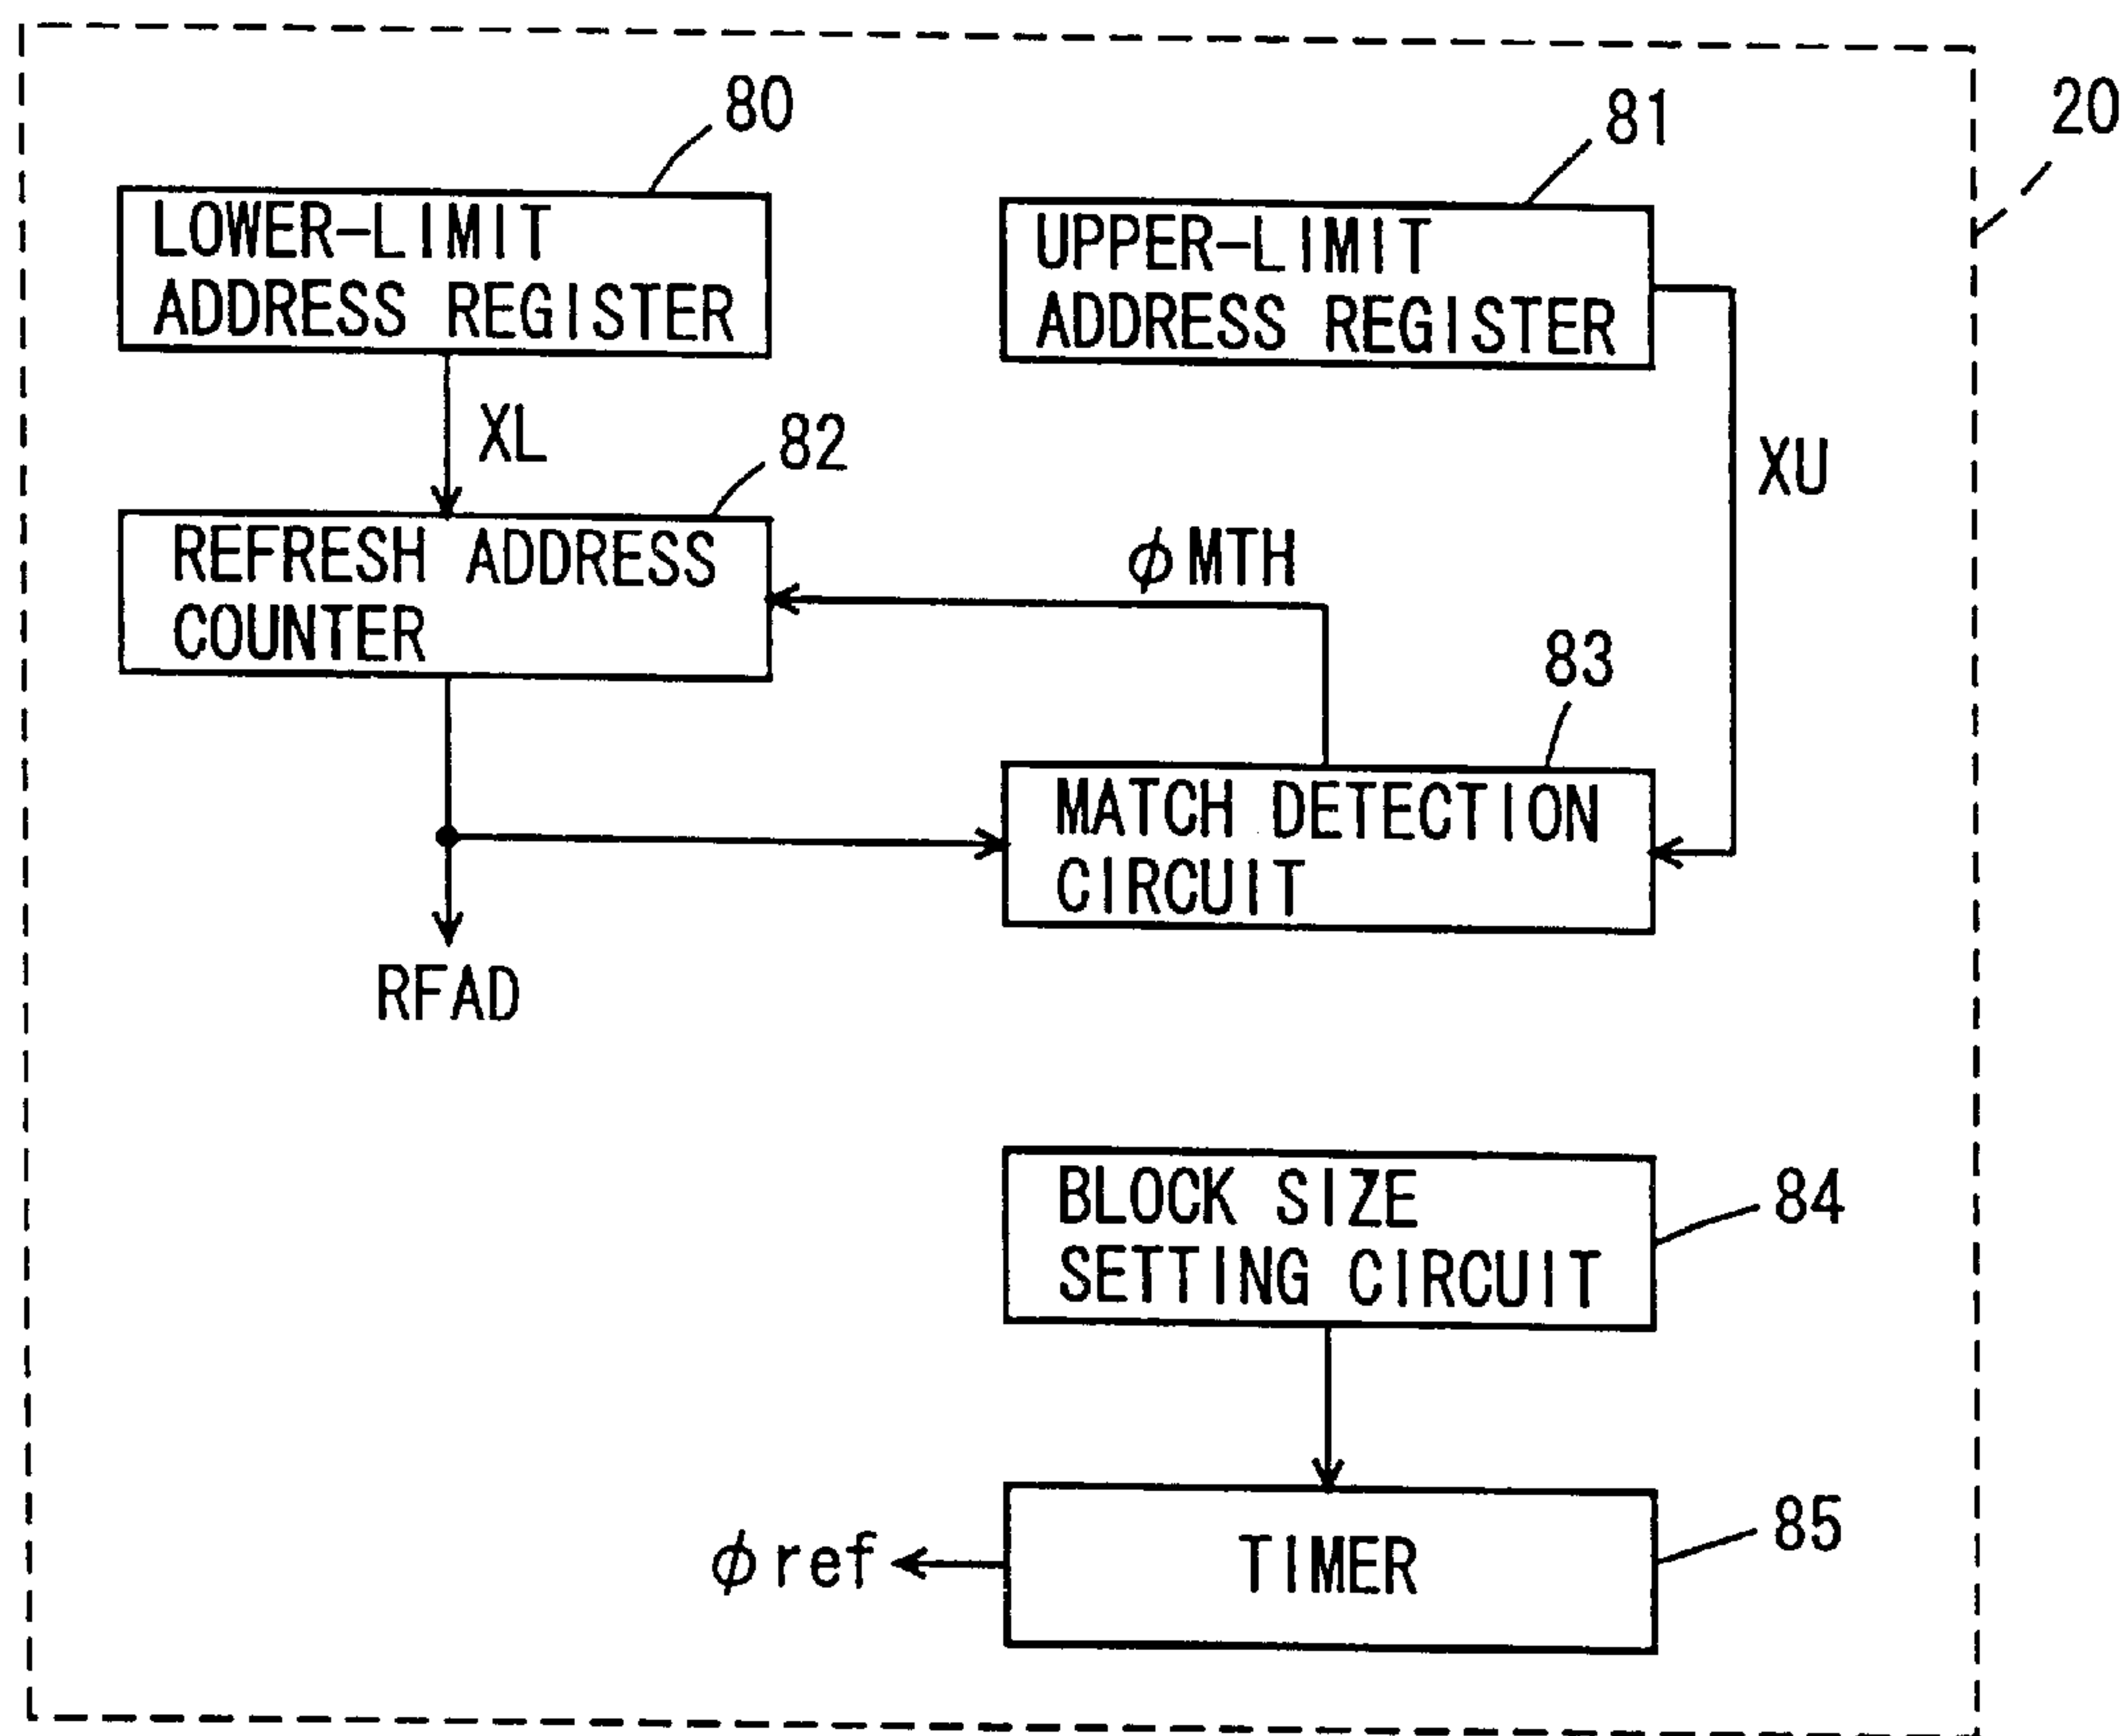 80
81
20
LOWER-LIMIT
ADDRESS REGISTER
UPPER-LIMIT
ADDRESS REGISTER
XL
82
XU
REFRESH ADDRESS
COUNTER
φMTH
83
MATCH DETECTION
CIRCUIT
RFAD
BLOCK SIZE
SETTING CIRCUIT
84
TIMER
85
φref